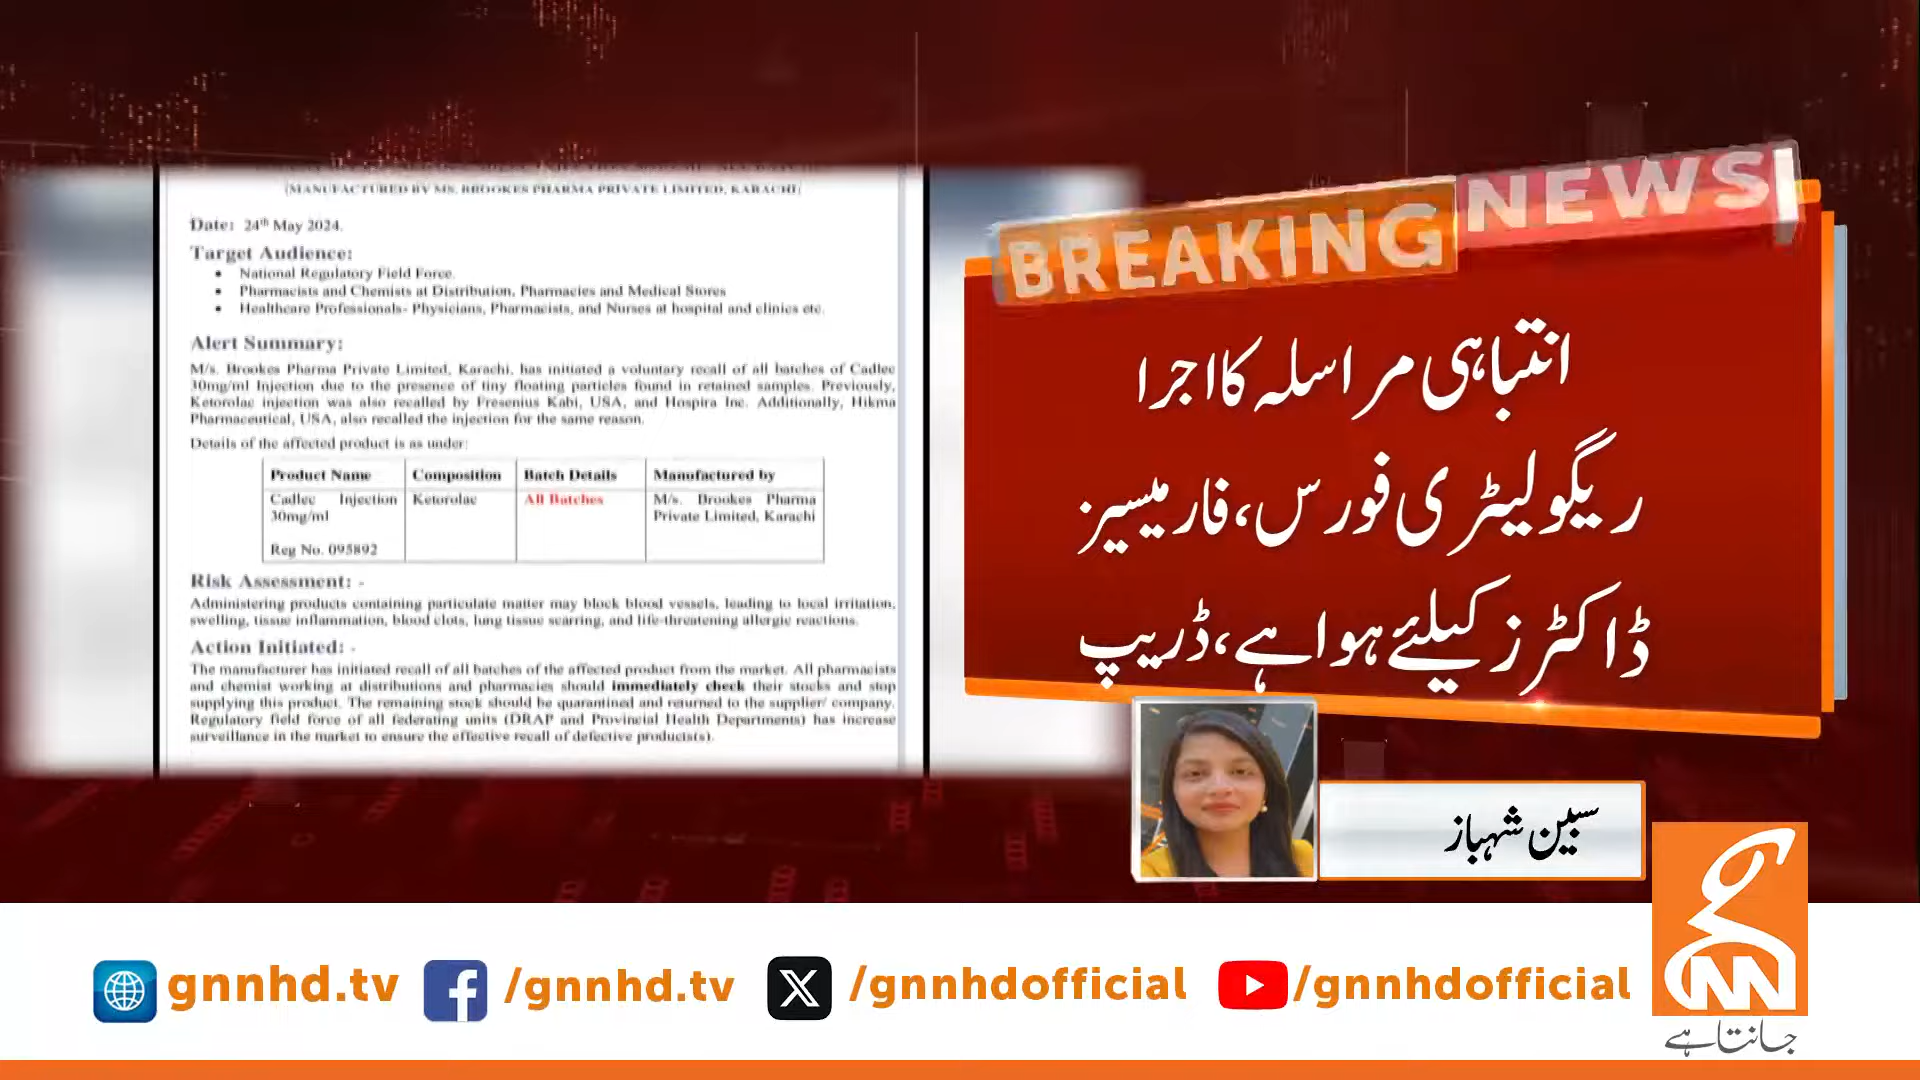 (MANUFACTURED BY MS. BROOKES PHARMA PRIVATE LIMITED, KARACHI)
Date: 24th May 2024.
Target Audience:
• National Regulatory Field Force.
• Pharmacists and Chemists at Distribution, Pharmacies and Medical Stores
• Healthcare Professionals- Physicians, Pharmacists, and Nurses at hospital and clinics etc.
Alert Summary:
M/s. Brookes Pharma Private Limited, Karachi, has initiated a voluntary recall of all batches of Cadlec
30mg/ml Injection due to the presence of tiny floating particles found in retained samples. Previously,
Ketorolac injection was also recalled by Fresenius Kabi, USA, and Hospira Inc. Additionally, Hikma
Pharmaceutical, USA, also recalled the injection for the same reason.
Details of the affected product is as under:
Product Name Composition Batch Details Manufactured by
Cadlec Injection Ketorolac All Batches M/s. Brookes Pharma
30mg/ml Private Limited, Karachi
Reg No. 095892
Risk Assessment: -
Administering products containing particulate matter may block blood vessels, leading to local irritation,
swelling, tissue inflammation, blood clots, lung tissue scarring, and life-threatening allergic reactions.
Action Initiated: -
The manufacturer has initiated recall of all batches of the affected product from the market. All pharmacists
and chemist working at distributions and pharmacies should immediately check their stocks and stop
supplying this product. The remaining stock should be quarantined and returned to the supplier/ company.
Regulatory field force of all federating units (DRAP and Provincial Health Departments) has increase
surveillance in the market to ensure the effective recall of defective products(s).
BREAKING NEWS
انتباہی مراسلہ کا اجرا
ریگولیٹری فورس، فارمیسیز
ڈاکٹرز کیلئے ہوا ہے، ڈریپ
سبین شہباز
gnnhd.tv /gnnhd.tv /gnnhdofficial /gnnhdofficial
GNN
جانتا ہے